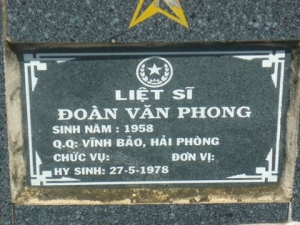 LIỆT SĨ
ĐOÀN VĂN PHONG
SINH NĂM : 1958
Q.Q: VĨNH BẢO, HẢI PHÒNG
CHỨC VỤ: ĐƠN VỊ:
HY SINH: 27-5-1978